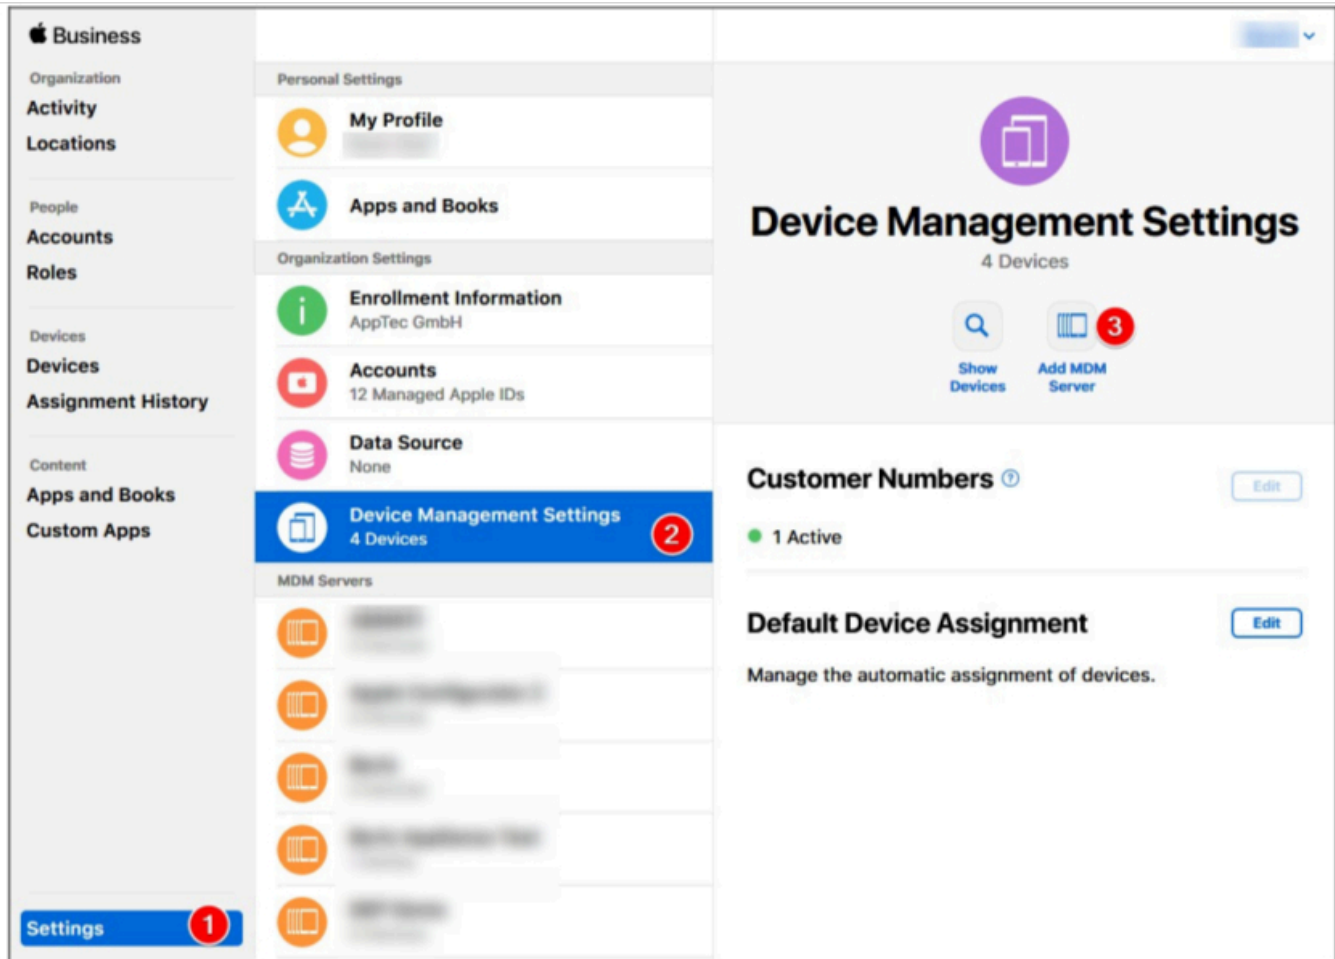 Business
Organization
Activity
Locations
People
Accounts
Roles
Devices
Devices
Assignment History
Content
Apps and Books
Custom Apps
Settings
1
Personal Settings
My Profile
Apps and Books
Organization Settings
Enrollment Information
AppTec GmbH
Accounts
12 Managed Apple IDs
Data Source
None
Device Management Settings
4 Devices
2
MDM Servers
Device Management Settings
4 Devices
Show
Devices
Add MDM
Server
3
Customer Numbers ?
Edit
1 Active
Default Device Assignment
Edit
Manage the automatic assignment of devices.